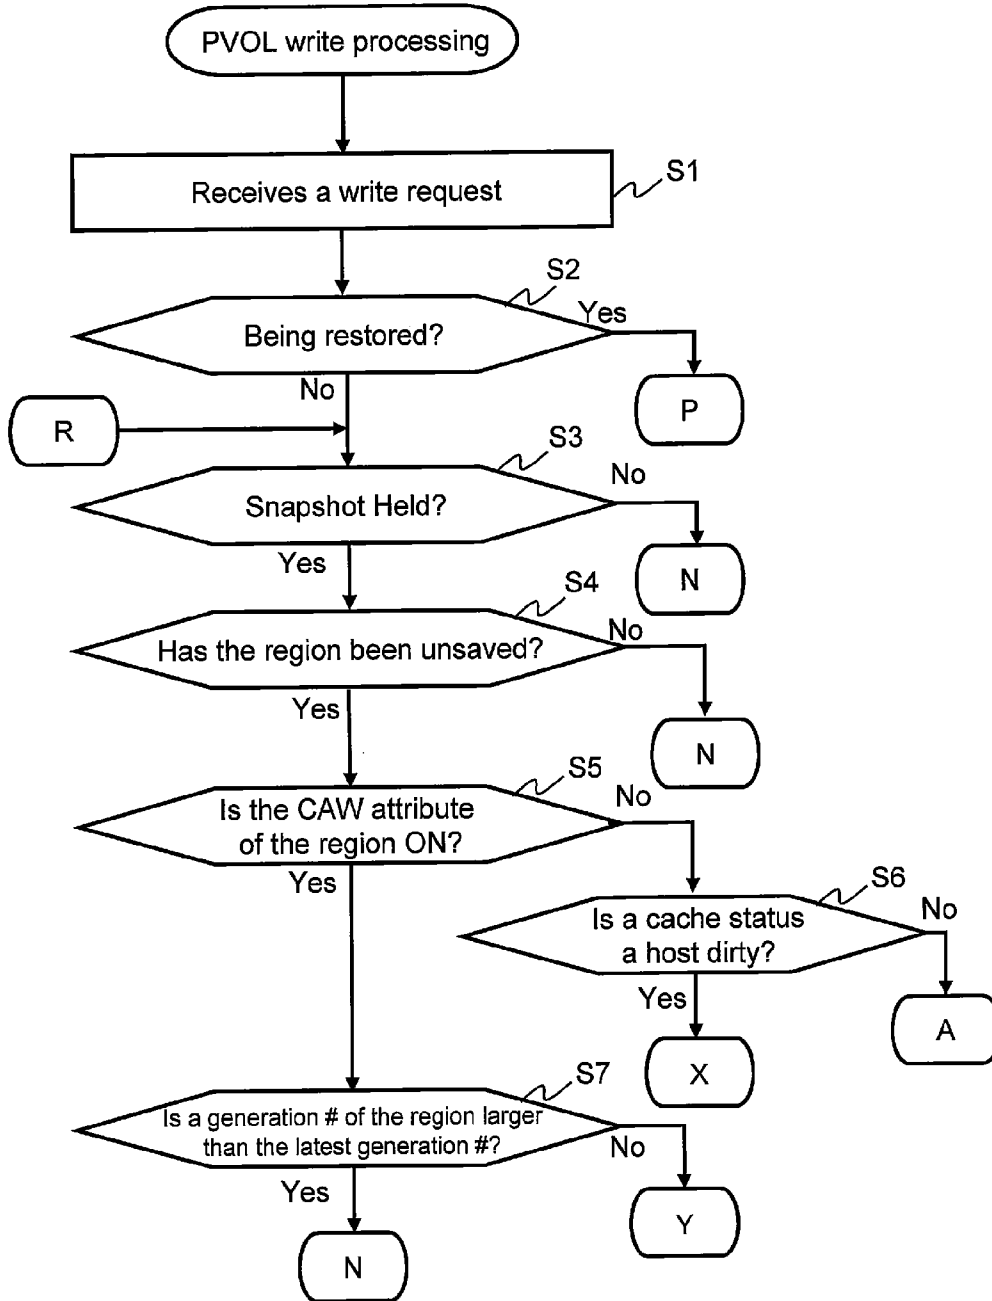 PVOL write processing
Receives a write request
S1
S2
Being restored?
Yes
No
P
R
S3
Snapshot Held?
No
Yes
N
S4
Has the region been unsaved?
No
Yes
N
S5
Is the CAW attribute
of the region ON?
No
Yes
S6
Is a cache status
a host dirty?
No
Yes
A
X
S7
Is a generation # of the region larger
than the latest generation #?
No
Yes
Y
N